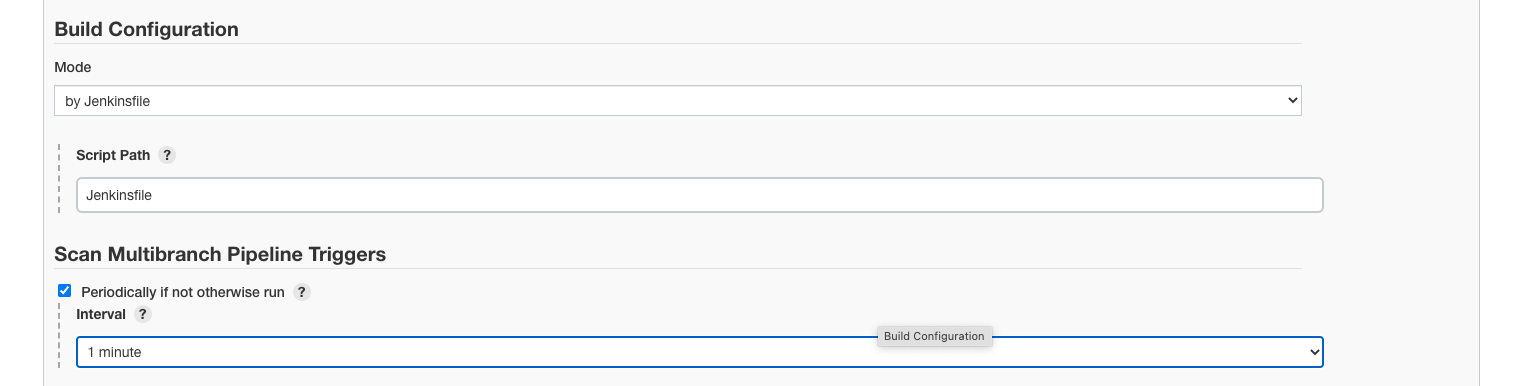 Build Configuration
Mode
by Jenkinsfile
Script Path ?
Jenkinsfile
Scan Multibranch Pipeline Triggers
Periodically if not otherwise run ?
Interval ?
Build Configuration
1 minute